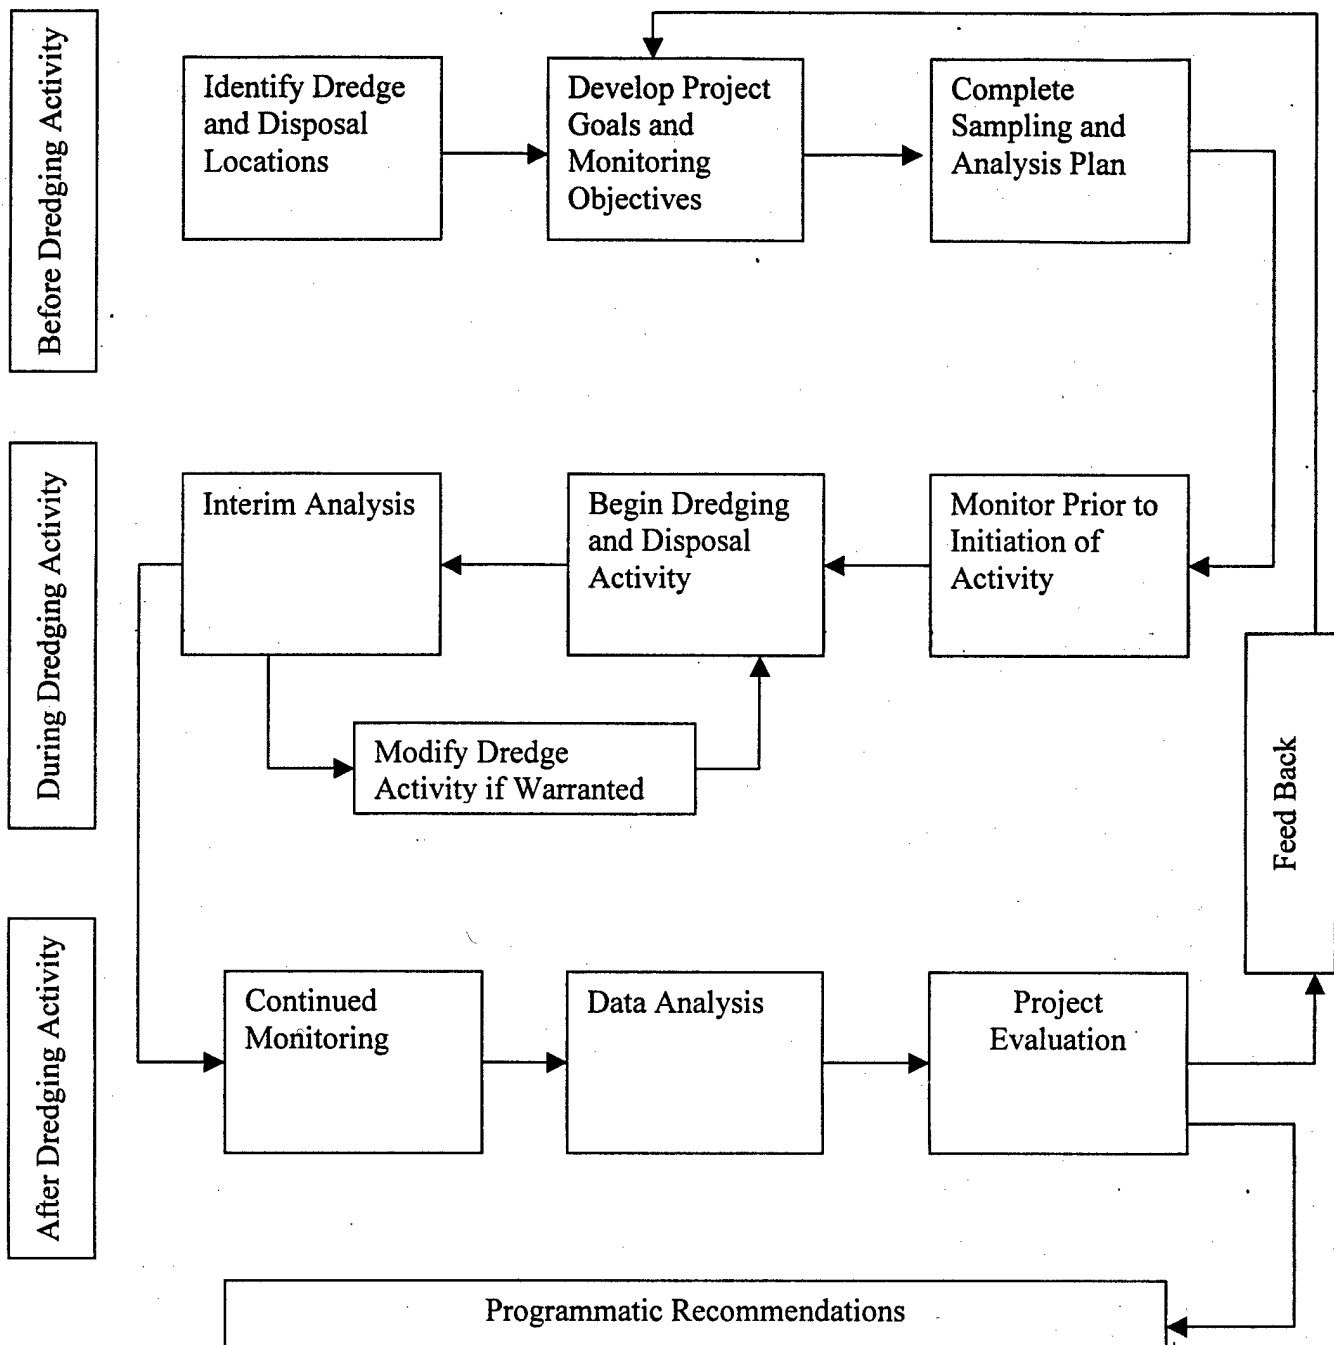 Before Dredging Activity
Identify Dredge
and Disposal
Locations
Develop Project
Goals and
Monitoring
Objectives
Complete
Sampling and
Analysis Plan
During Dredging Activity
Interim Analysis
Begin Dredging
and Disposal
Activity
Monitor Prior to
Initiation of
Activity
Modify Dredge
Activity if Warranted
Feed Back
After Dredging Activity
Continued
Monitoring
Data Analysis
Project
Evaluation
Programmatic Recommendations